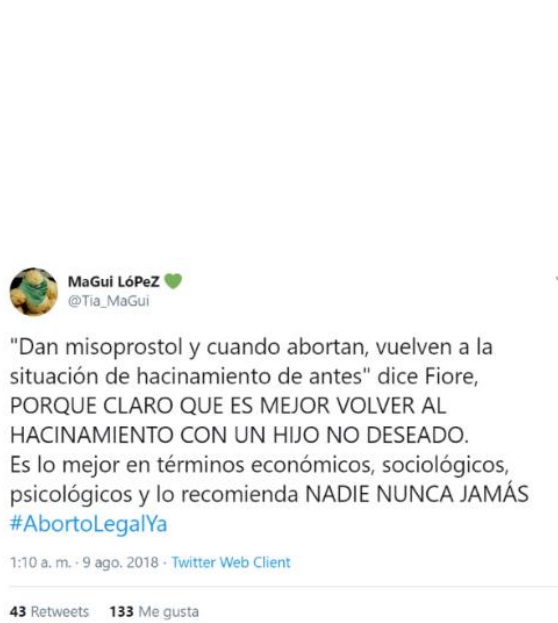 MaGui LóPeZ 💚
@Tia_MaGui
"Dan misoprostol y cuando abortan, vuelven a la
situación de hacinamiento de antes" dice Fiore,
PORQUE CLARO QUE ES MEJOR VOLVER AL
HACINAMIENTO CON UN HIJO NO DESEADO.
Es lo mejor en términos económicos, sociológicos,
psicológicos y lo recomienda NADIE NUNCA JAMÁS
#AbortoLegalYa
1:10 a. m. · 9 ago. 2018 · Twitter Web Client
43 Retweets 133 Me gusta